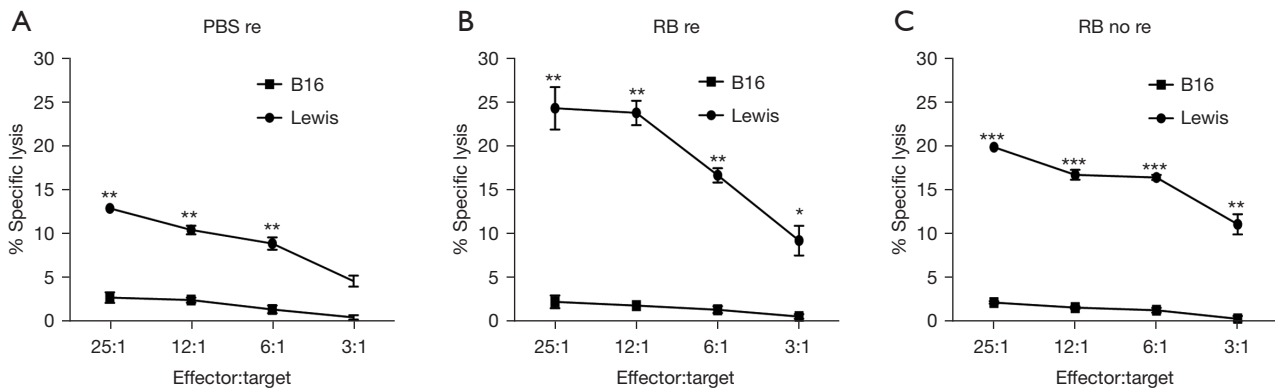 A
PBS re
30
25
20
15
10
5
0
% Specific lysis
B16
Lewis
**
**
**
25:1
12:1
6:1
3:1
Effector:target
B
RB re
30
25
20
15
10
5
0
% Specific lysis
B16
Lewis
**
**
**
*
25:1
12:1
6:1
3:1
Effector:target
C
RB no re
30
25
20
15
10
5
0
% Specific lysis
B16
Lewis
***
***
***
**
25:1
12:1
6:1
3:1
Effector:target